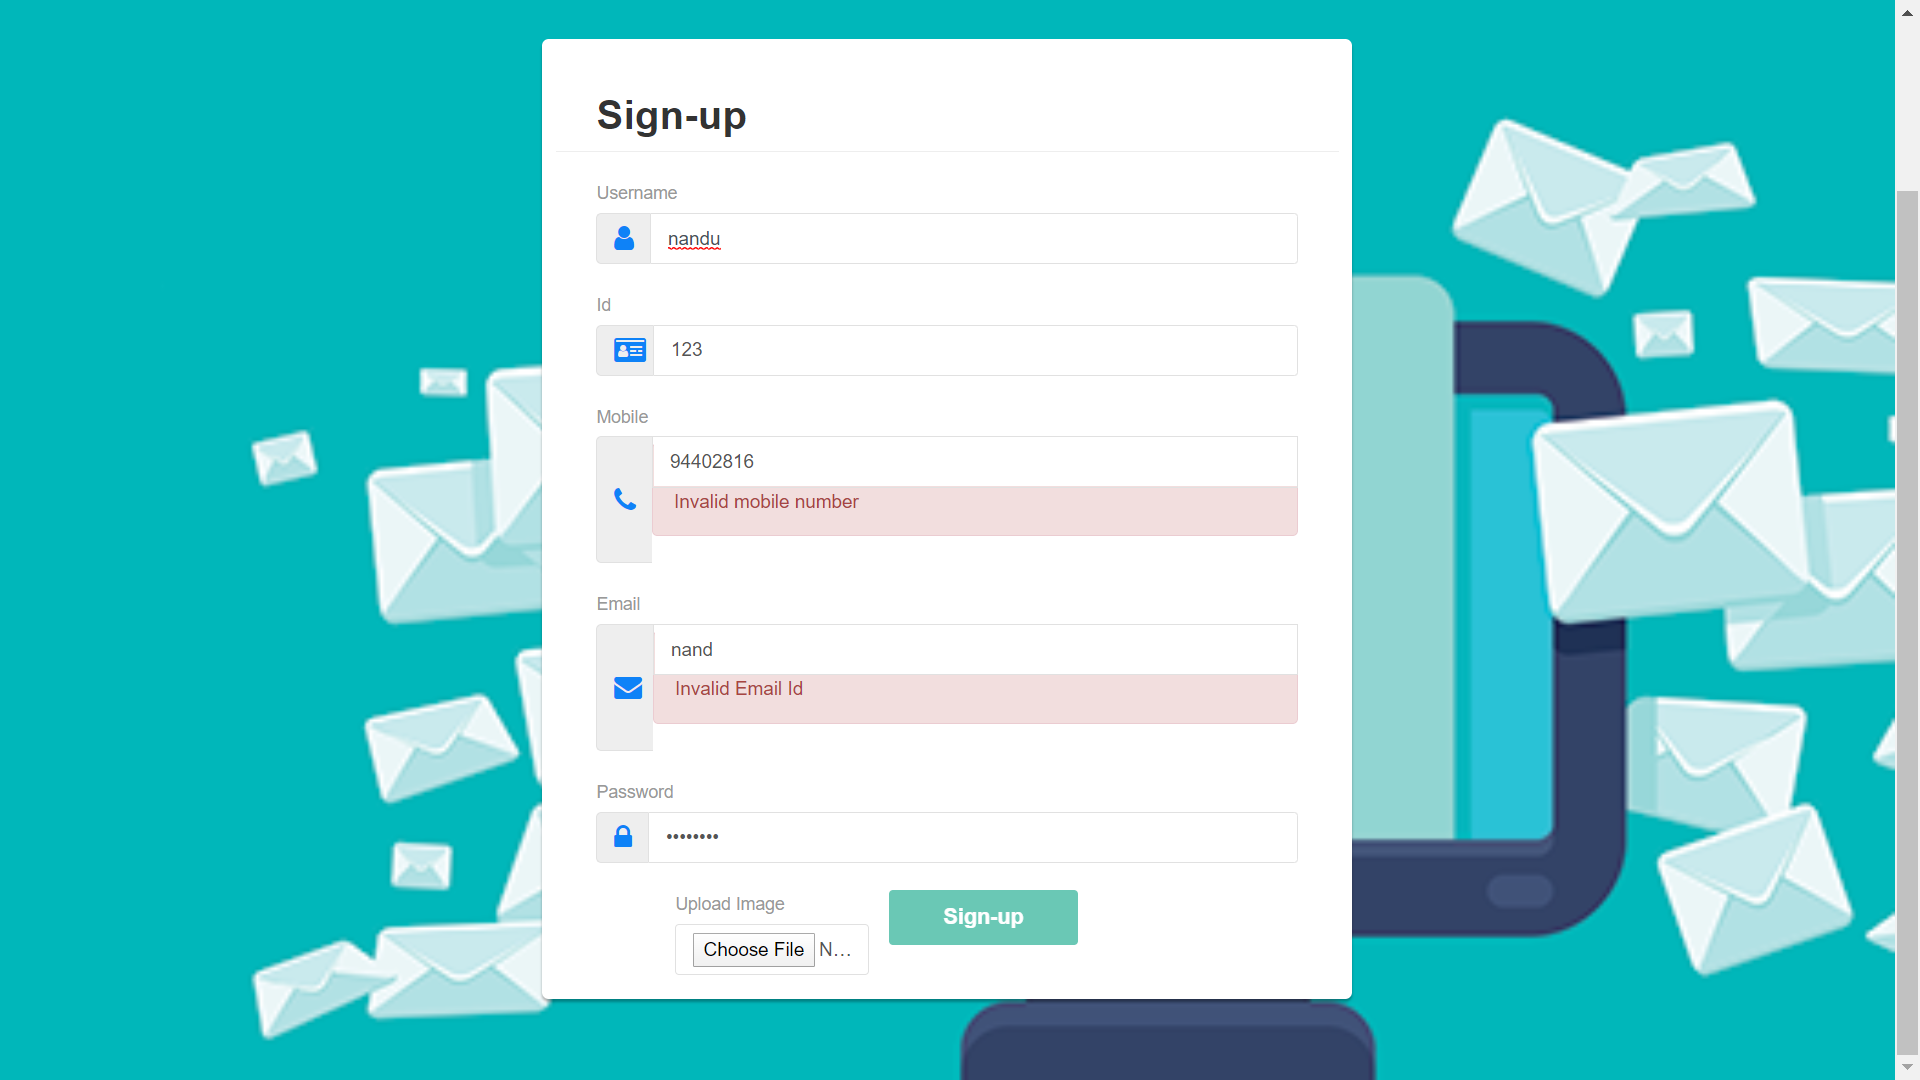 Sign-up
Username
nandu
Id
123
Mobile
94402816
Invalid mobile number
Email
nand
Invalid Email Id
Password
••••••••
Upload Image
Sign-up
Choose File N...